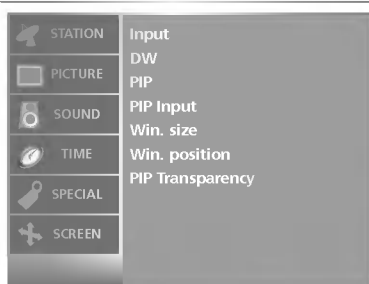 STATION
PICTURE
SOUND
TIME
SPECIAL
SCREEN
Input
DW
PIP
PIP Input
Win. size
Win. position
PIP Transparency